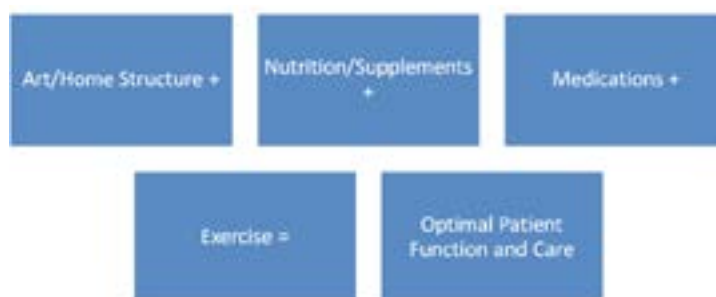 Art/Home Structure +
Nutrition/Supplements
+
Medications +
Exercise =
Optimal Patient
Function and Care